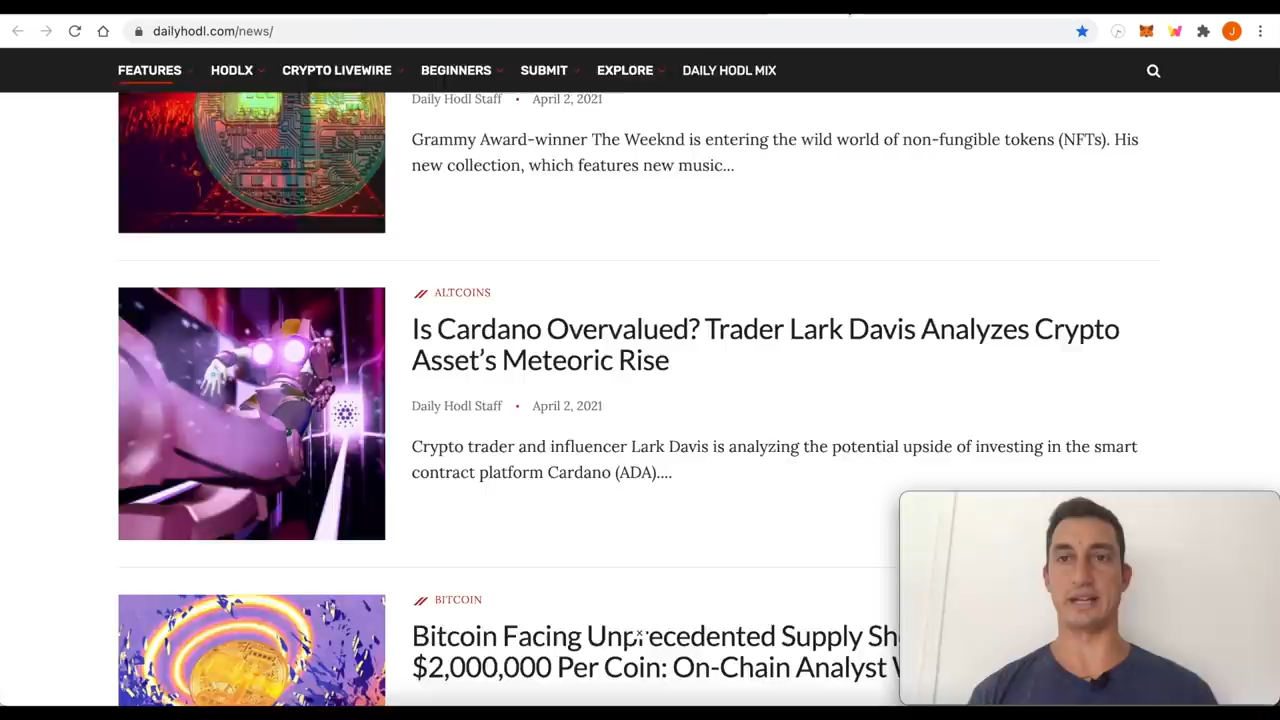 dailyhodl.com/news/
J
FEATURES HODLX CRYPTO LIVEWIRE BEGINNERS SUBMIT EXPLORE DAILY HODL MIX
Daily Hodl Staff • April 2, 2021
Grammy Award-winner The Weeknd is entering the wild world of non-fungible tokens (NFTs). His
new collection, which features new music...
ALTCOINS
Is Cardano Overvalued? Trader Lark Davis Analyzes Crypto
Asset’s Meteoric Rise
Daily Hodl Staff • April 2, 2021
Crypto trader and influencer Lark Davis is analyzing the potential upside of investing in the smart
contract platform Cardano (ADA)....
BITCOIN
Bitcoin Facing Unprecedented Supply
$2,000,000 Per Coin: On-Chain Analyst